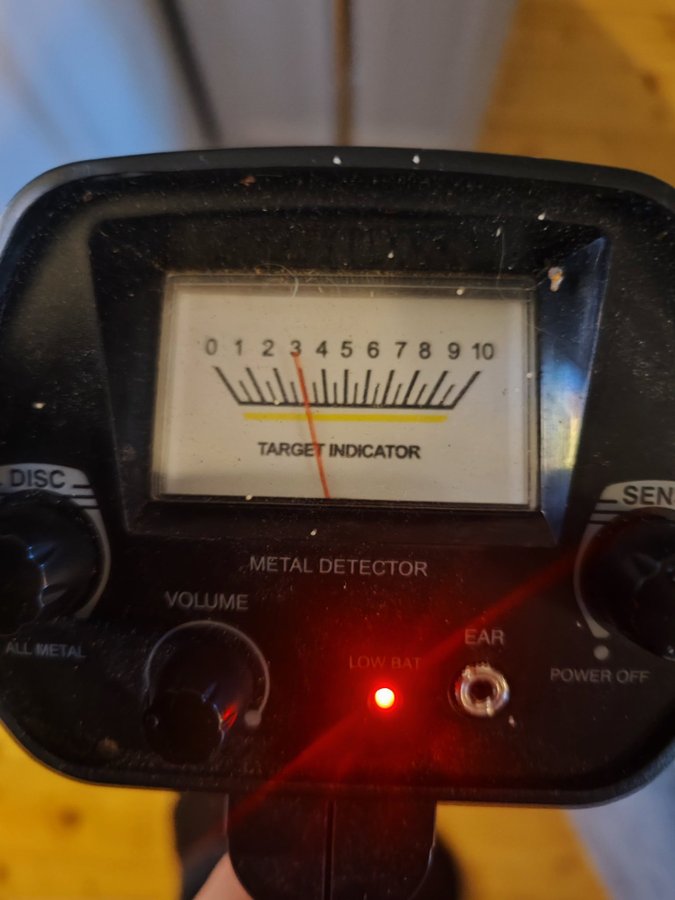 0 1 2 3 4 5 6 7 8 9 10
TARGET INDICATOR
DISC
SEN
METAL DETECTOR
VOLUME
EAR
ALL METAL
LOW BAT
POWER OFF